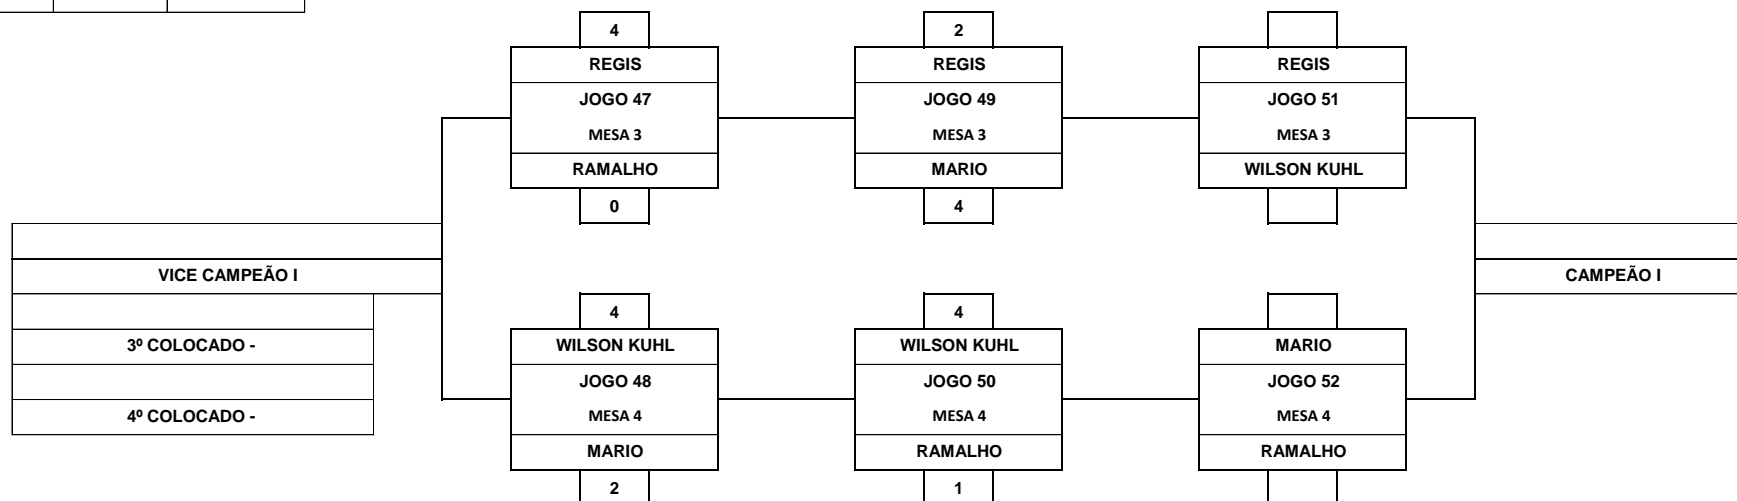 4
REGIS
JOGO 47
MESA 3
RAMALHO
0
2
REGIS
JOGO 49
MESA 3
MARIO
4
REGIS
JOGO 51
MESA 3
WILSON KUHL
VICE CAMPEÃO I
3º COLOCADO -
4º COLOCADO -
CAMPEÃO I
4
WILSON KUHL
JOGO 48
MESA 4
MARIO
2
4
WILSON KUHL
JOGO 50
MESA 4
RAMALHO
1
MARIO
JOGO 52
MESA 4
RAMALHO